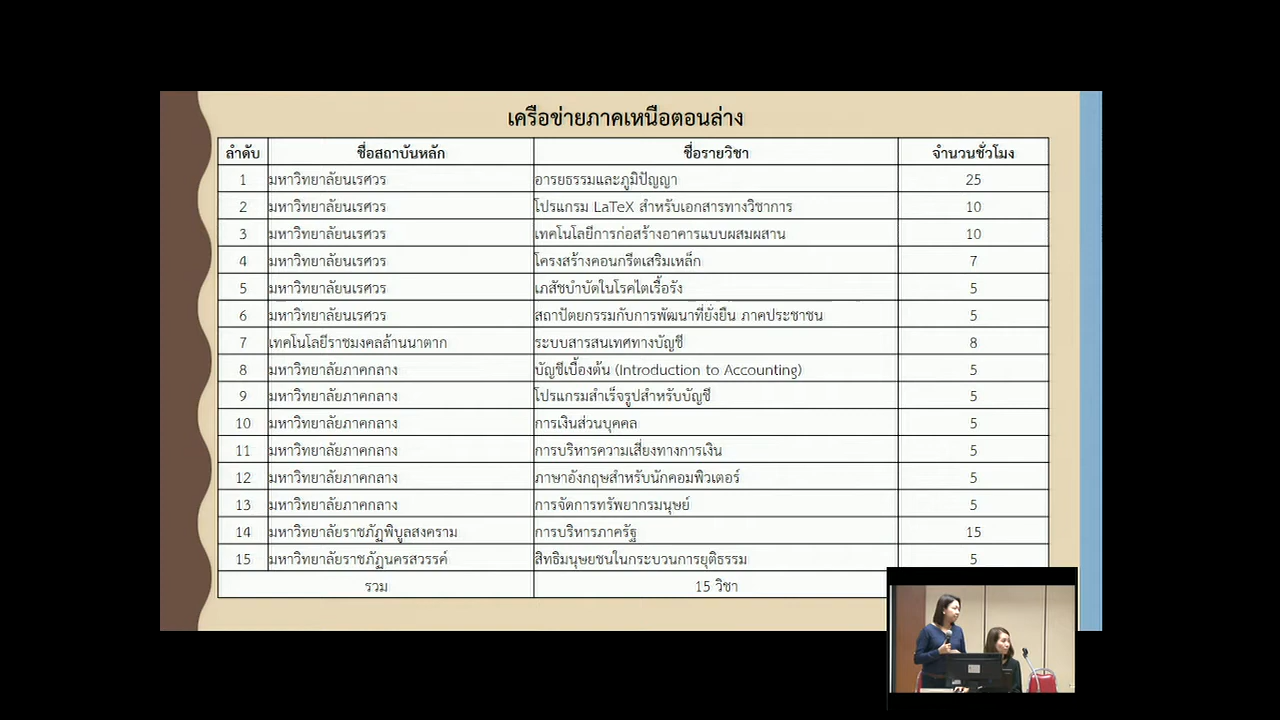 เครือข่ายภาคเหนือตอนล่าง
ลำดับ ชื่อสถาบันหลัก ชื่อรายวิชา จำนวนชั่วโมง
1 มหาวิทยาลัยนเรศวร อารยธรรมและภูมิปัญญา 25
2 มหาวิทยาลัยนเรศวร โปรแกรม LaTeX สำหรับเอกสารทางวิชาการ 10
3 มหาวิทยาลัยนเรศวร เทคโนโลยีการก่อสร้างอาคารแบบผสมผสาน 10
4 มหาวิทยาลัยนเรศวร โครงสร้างคอนกรีตเสริมเหล็ก 7
5 มหาวิทยาลัยนเรศวร เภสัชบำบัดในโรคไตเรื้อรัง 5
6 มหาวิทยาลัยนเรศวร สถาปัตยกรรมกับการพัฒนาที่ยั่งยืน ภาคประชาชน 5
7 เทคโนโลยีราชมงคลล้านนาตาก ระบบสารสนเทศทางบัญชี 8
8 มหาวิทยาลัยภาคกลาง บัญชีเบื้องต้น (Introduction to Accounting) 5
9 มหาวิทยาลัยภาคกลาง โปรแกรมสำเร็จรูปสำหรับบัญชี 5
10 มหาวิทยาลัยภาคกลาง การเงินส่วนบุคคล 5
11 มหาวิทยาลัยภาคกลาง การบริหารความเสี่ยงทางการเงิน 5
12 มหาวิทยาลัยภาคกลาง ภาษาอังกฤษสำหรับนักคอมพิวเตอร์ 5
13 มหาวิทยาลัยภาคกลาง การจัดการทรัพยากรมนุษย์ 5
14 มหาวิทยาลัยราชภัฏพิบูลสงคราม การบริหารภาครัฐ 15
15 มหาวิทยาลัยราชภัฏนครสวรรค์ สิทธิมนุษยชนในกระบวนการยุติธรรม 5
รวม 15 วิชา